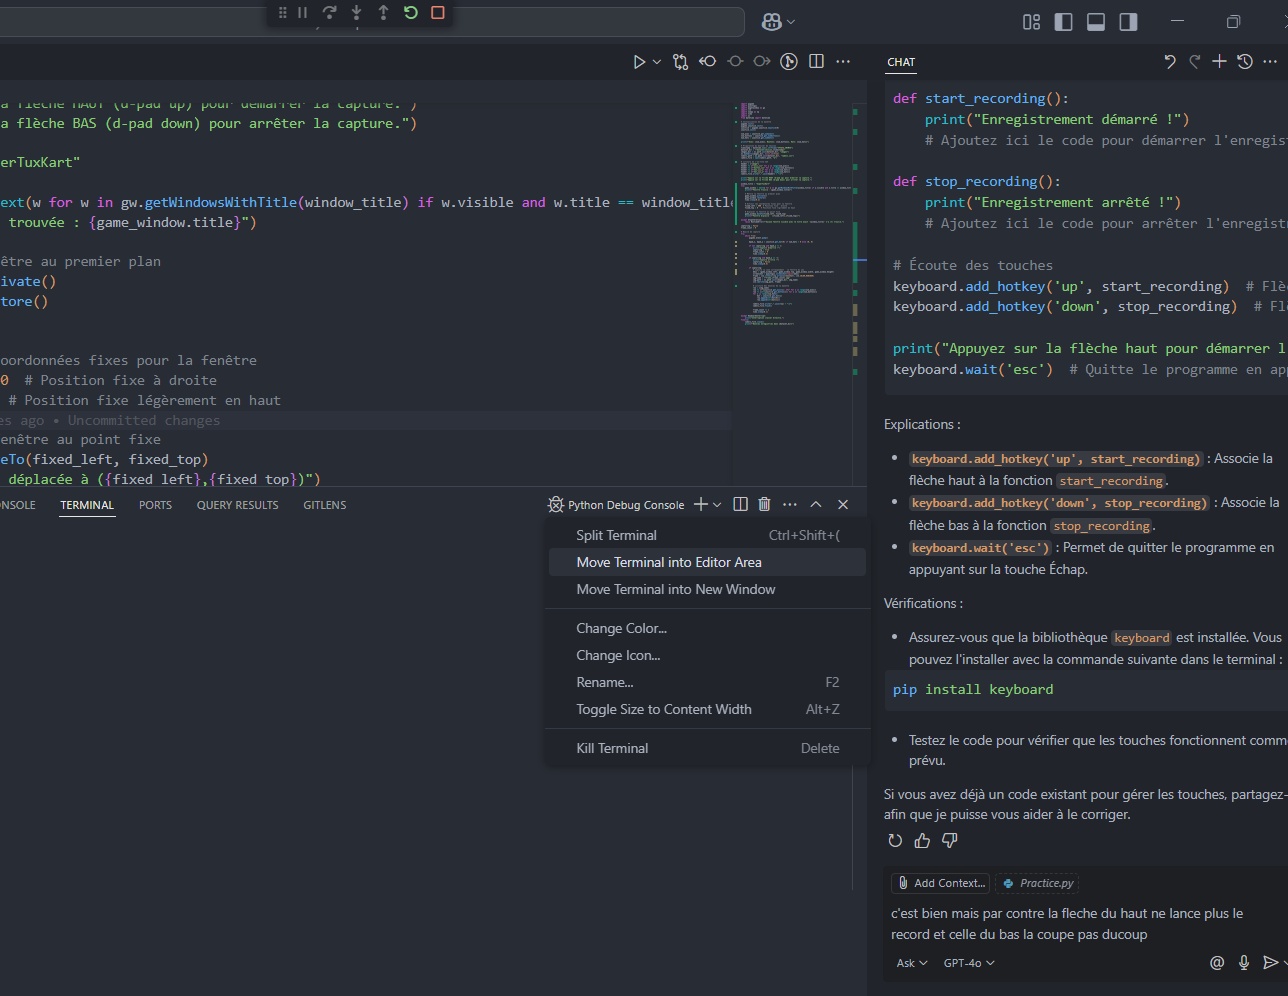 CHAT
a flèche HAUT (d-pad up) pour démarrer la capture.")
a flèche BAS (d-pad down) pour arrêter la capture.")
erTuxKart"
ext(w for w in gw.getWindowsWithTitle(window_title) if w.visible and w.title == window_titl
trouvée : {game_window.title}")
être au premier plan
ivate()
tore()
oordonnées fixes pour la fenêtre
0 # Position fixe à droite
# Position fixe légèrement en haut
es ago • Uncommitted changes
enêtre au point fixe
eTo(fixed_left, fixed_top)
déplacée à ({fixed_left},{fixed_top})")
NSOLE TERMINAL PORTS QUERY RESULTS GITLENS
Python Debug Console
Split Terminal Ctrl+Shift+(
Move Terminal into Editor Area
Move Terminal into New Window
Change Color...
Change Icon...
Rename... F2
Toggle Size to Content Width Alt+Z
Kill Terminal Delete
def start_recording():
print("Enregistrement démarré !")
# Ajoutez ici le code pour démarrer l'enregist
def stop_recording():
print("Enregistrement arrêté !")
# Ajoutez ici le code pour arrêter l'enregistr
# Écoute des touches
keyboard.add_hotkey('up', start_recording) # Flè
keyboard.add_hotkey('down', stop_recording) # Fl
print("Appuyez sur la flèche haut pour démarrer l
keyboard.wait('esc') # Quitte le programme en ap
Explications :
• keyboard.add_hotkey('up', start_recording) : Associe la
flèche haut à la fonction start_recording.
• keyboard.add_hotkey('down', stop_recording) : Associe la
flèche bas à la fonction stop_recording.
• keyboard.wait('esc') : Permet de quitter le programme en
appuyant sur la touche Échap.
Vérifications :
• Assurez-vous que la bibliothèque keyboard est installée. Vous
pouvez l'installer avec la commande suivante dans le terminal :
pip install keyboard
• Testez le code pour vérifier que les touches fonctionnent comm
prévu.
Si vous avez déjà un code existant pour gérer les touches, partagez-
afin que je puisse vous aider à le corriger.
Add Context... Practice.py
c'est bien mais par contre la fleche du haut ne lance plus le
record et celle du bas la coupe pas ducoup
Ask GPT-4o